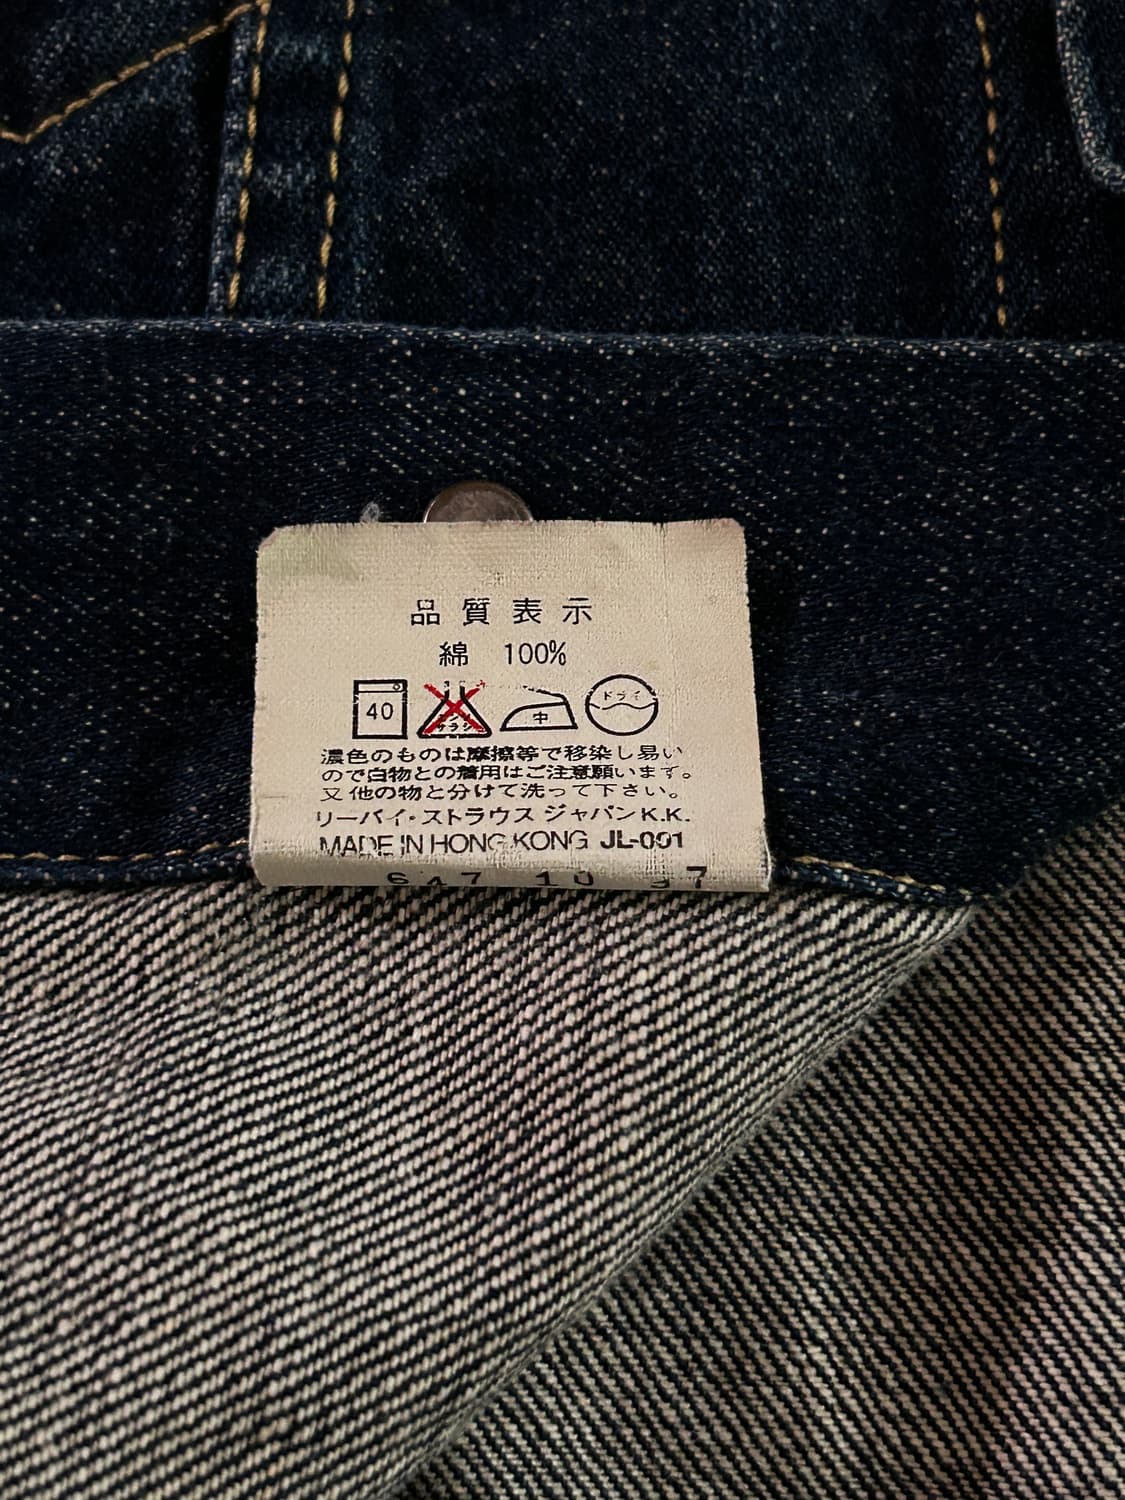 品質表示
綿 100%
40 中 ドライ
濃色のものは摩擦等で移染し易い
ので白物との着用はご注意願います。
又他の物と分けて洗って下さい。
リーバイ・ストラウス ジャパンK.K.
MADE IN HONG KONG JL-001
647 10